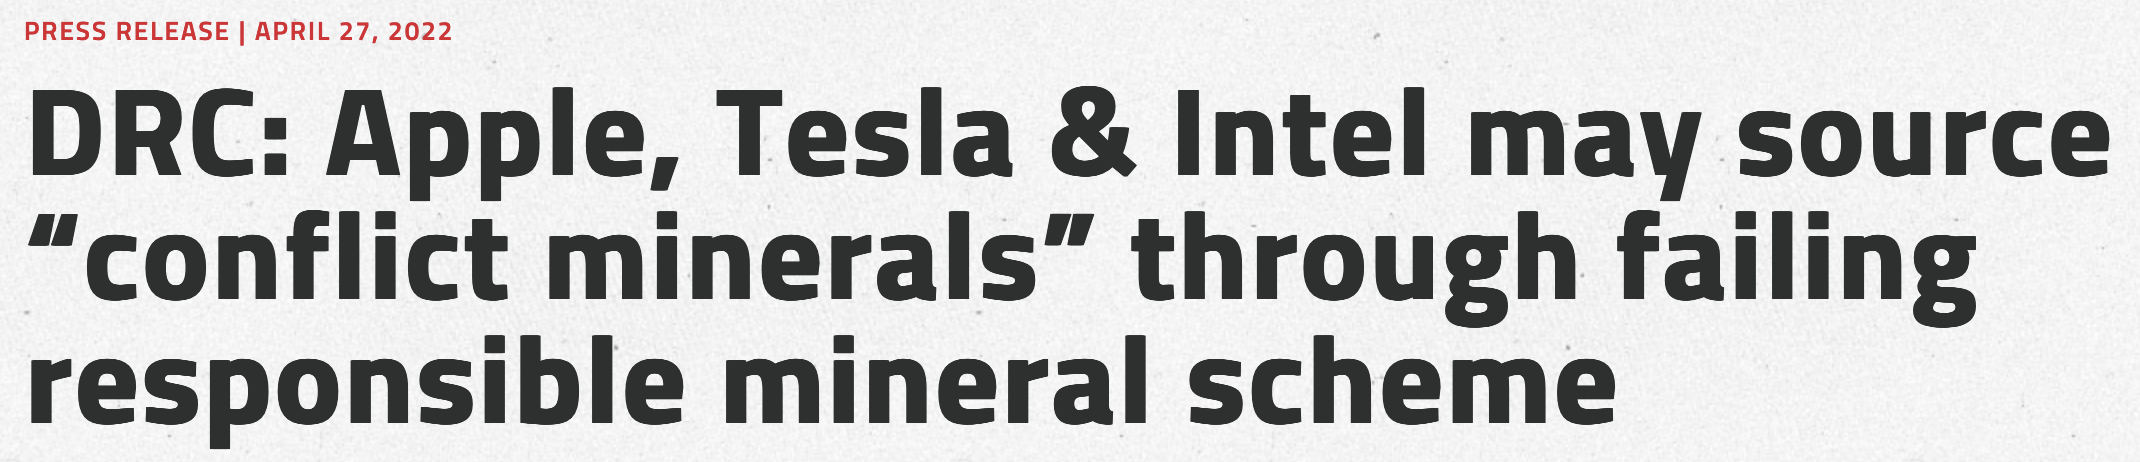 PRESS RELEASE | APRIL 27, 2022
DRC: Apple, Tesla & Intel may source
“conflict minerals” through failing
responsible mineral scheme